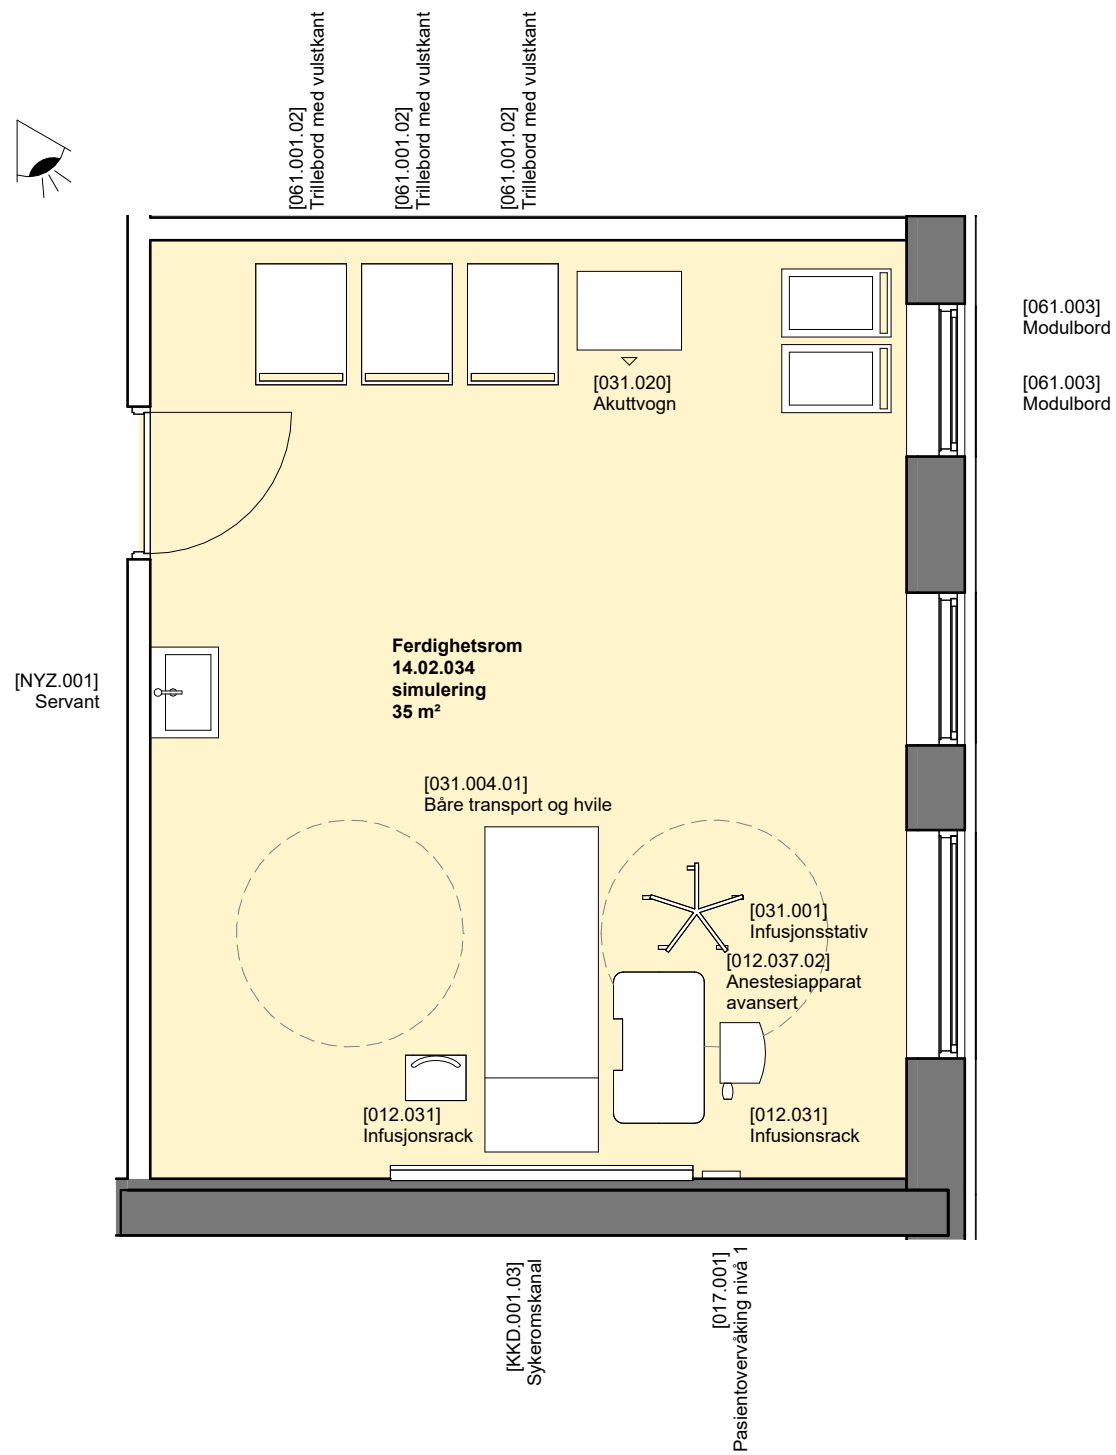 [061.001.02]
Trillebord med vulstkant
[061.001.02]
Trillebord med vulstkant
[061.001.02]
Trillebord med vulstkant
[061.003]
Modulbord
[031.020]
Akuttvogn
[061.003]
Modulbord
Ferdighetsrom
14.02.034
simulering
35 m²
[NYZ.001]
Servant
[031.004.01]
Båre transport og hvile
[031.001]
Infusjonsstativ
[012.037.02]
Anestesiapparat
avansert
[012.031]
Infusjonsrack
[012.031]
Infusionsrack
[KKD.001.03]
Sykeromskanal
[017.001]
Pasientovervåking nivå 1